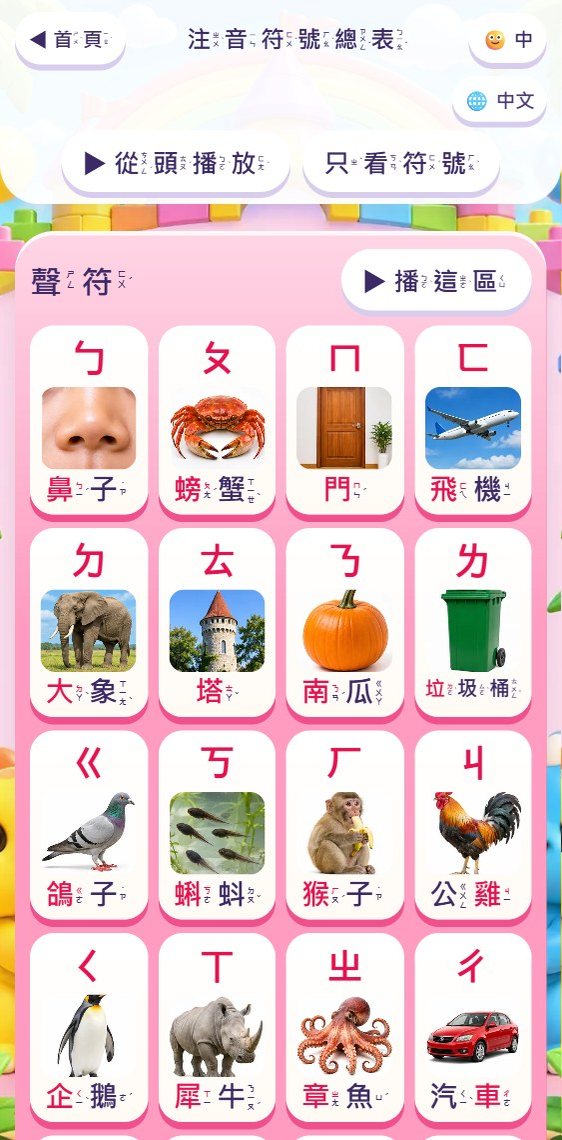 ◀ 首頁 注音符號總表 中
中文
▶ 從頭播放 只看符號
聲符 ▶ 播這區
ㄅ ㄆ ㄇ ㄈ
鼻子 螃蟹 門 飛機
ㄉ ㄊ ㄋ ㄌ
大象 塔 南瓜 垃圾桶
ㄍ ㄎ ㄏ ㄐ
鴿子 蝌蚪 猴子 公雞
ㄑ ㄒ ㄓ ㄔ
企鵝 犀牛 章魚 汽車